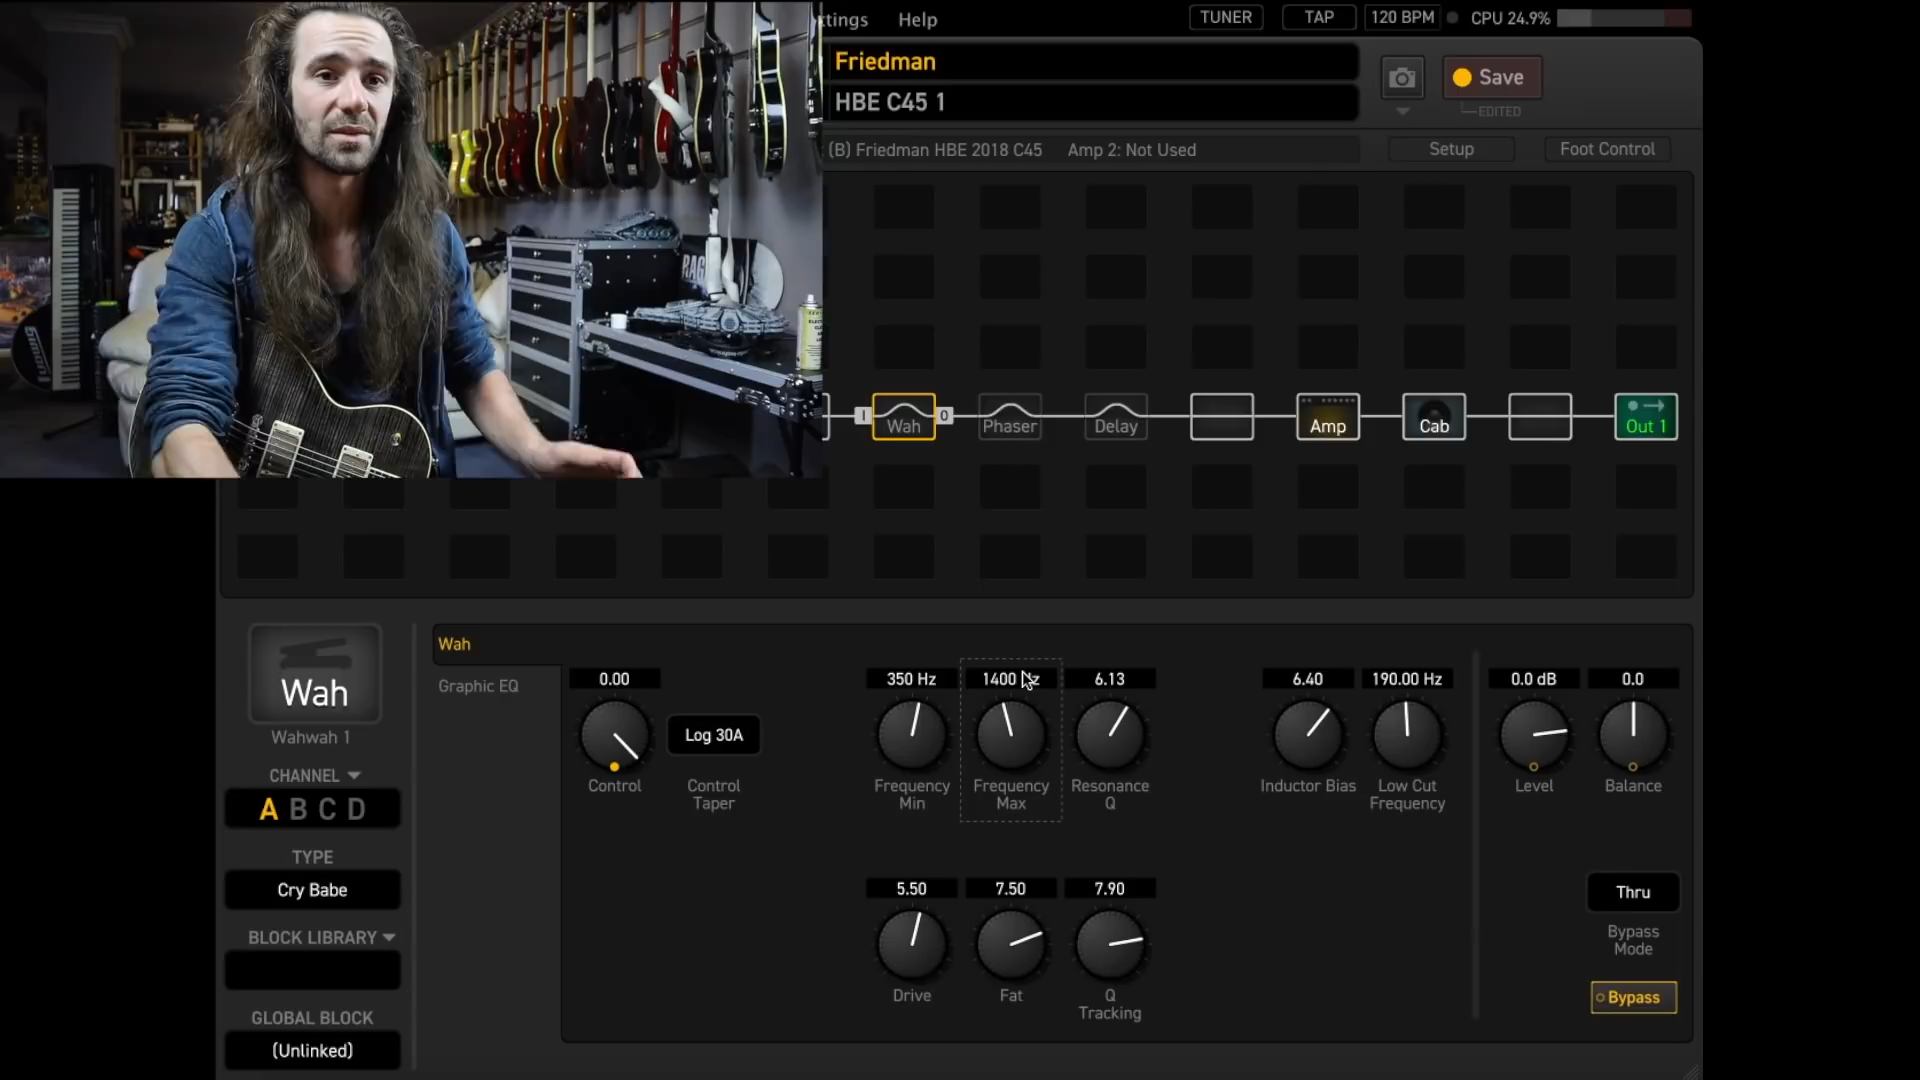 ttings Help TUNER TAP 120 BPM CPU 24.9%
Friedman
HBE C45 1
Save
EDITED
(B) Friedman HBE 2018 C45 Amp 2: Not Used Setup Foot Control
RAG
LUDWIG
I Wah O Phaser Delay Amp Cab Out 1
Wah
Wahwah 1
CHANNEL
A B C D
TYPE
Cry Babe
BLOCK LIBRARY
GLOBAL BLOCK
(Unlinked)
Wah
Graphic EQ
0.00 350 Hz 1400 Hz 6.13 6.40 190.00 Hz 0.0 dB 0.0
Log 30A
Control Control Taper Frequency Min Frequency Max Resonance Q Inductor Bias Low Cut Frequency Level Balance
5.50 7.50 7.90
Thru
Drive Fat Q Tracking
Bypass Mode
Bypass